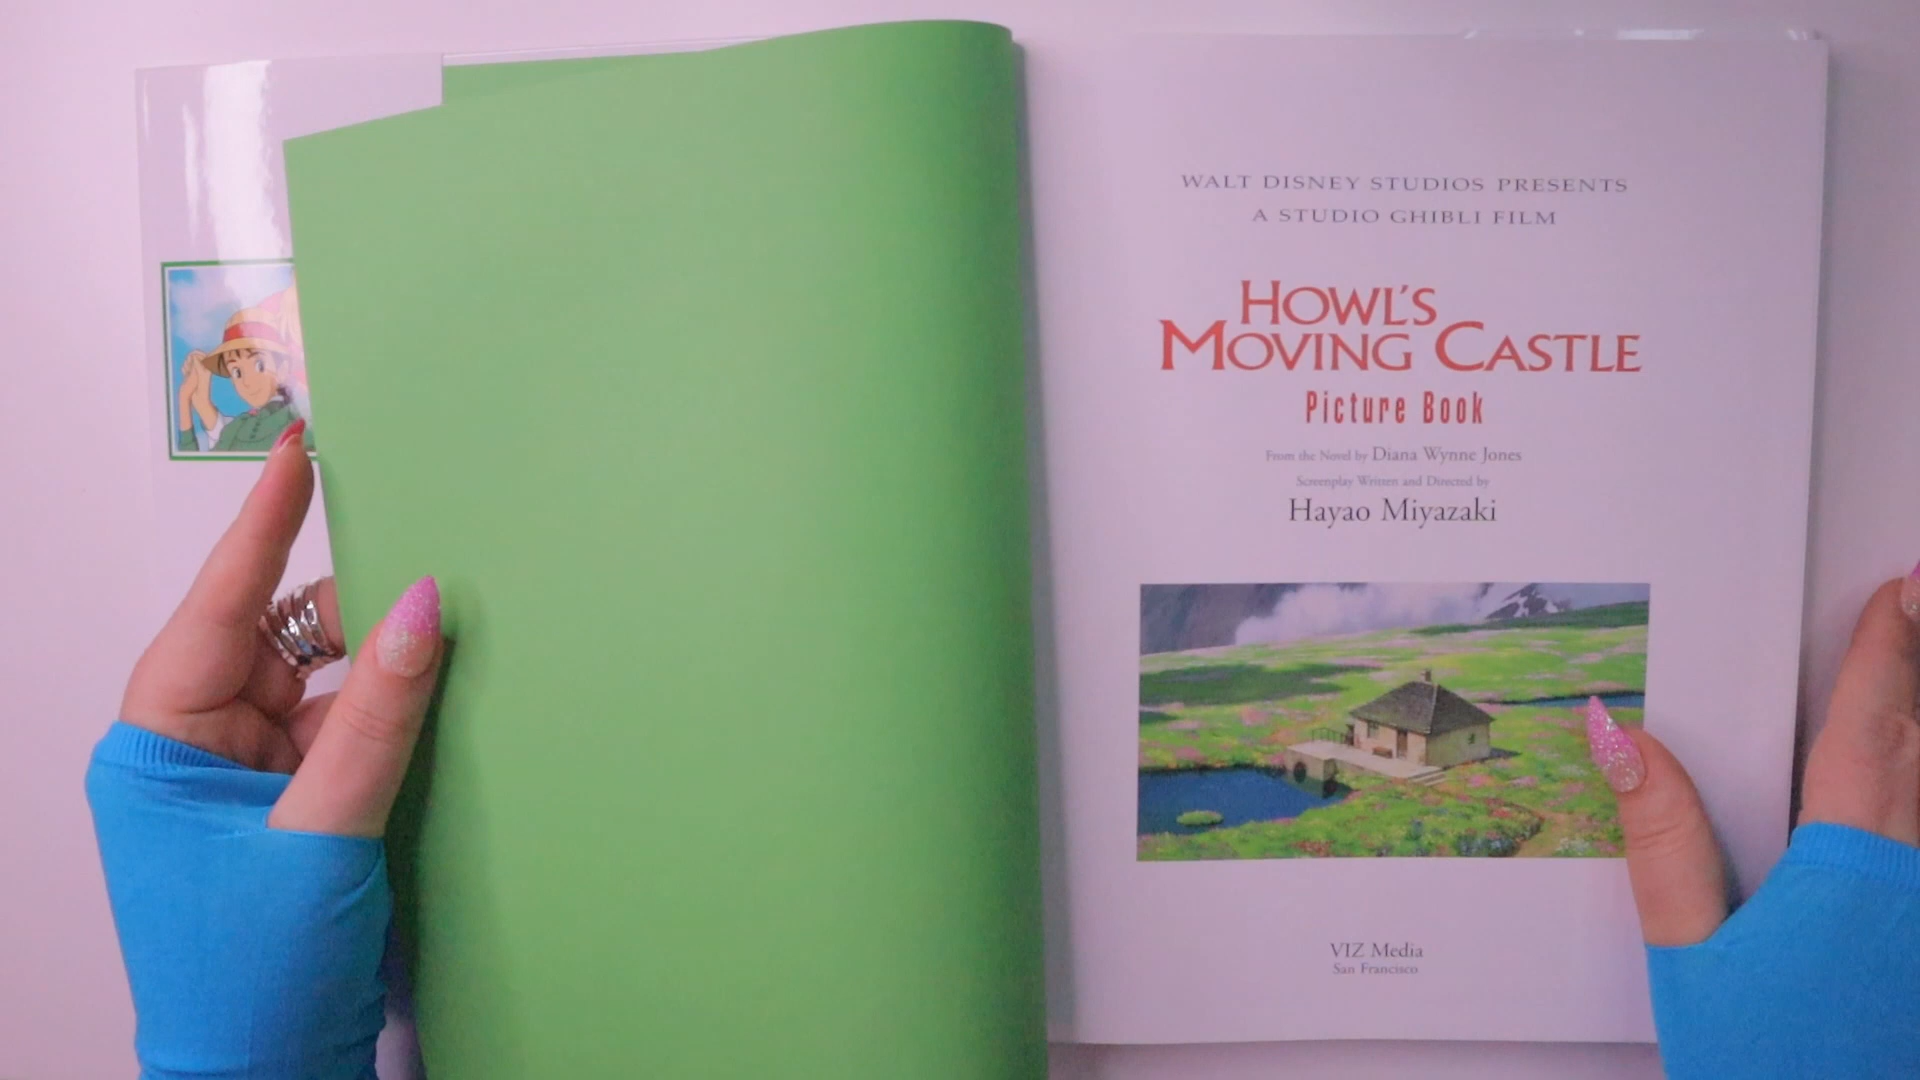 WALT DISNEY STUDIOS PRESENTS
A STUDIO GHIBLI FILM
HOWL'S
MOVING CASTLE
Picture Book
From the Novel by Diana Wynne Jones
Screenplay Written and Directed by
Hayao Miyazaki
VIZ Media
San Francisco